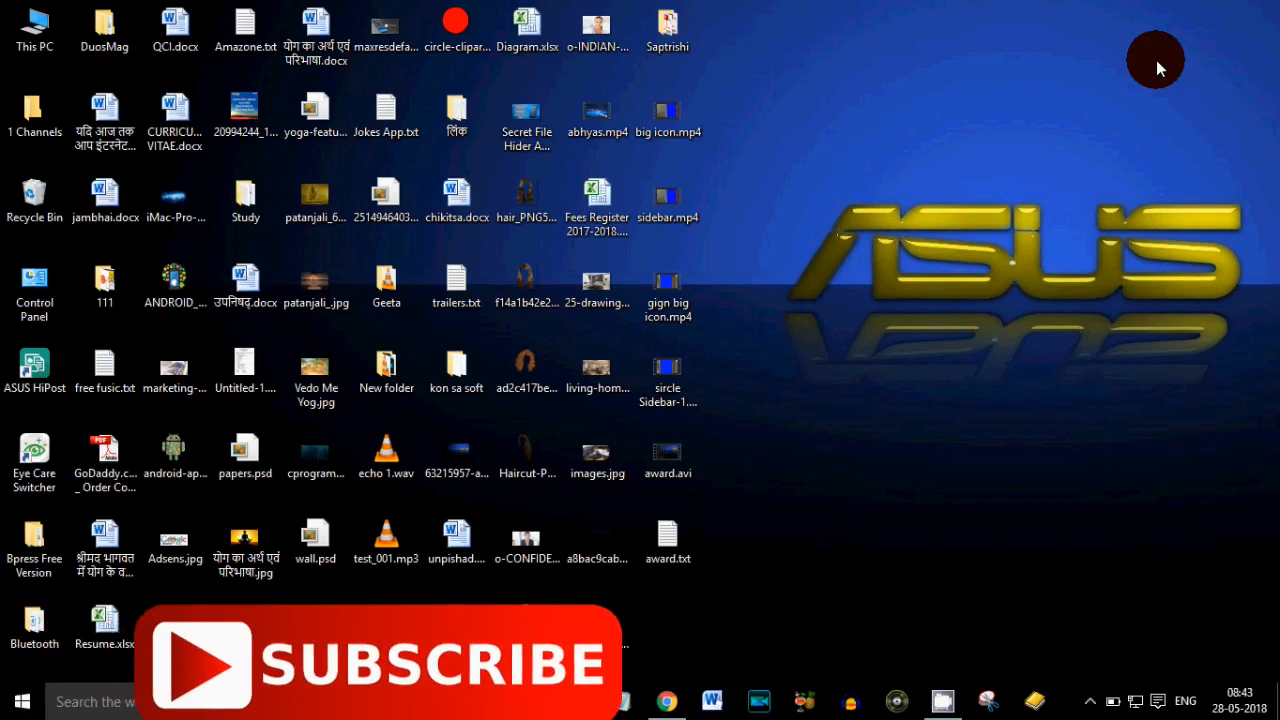 This PC
DuosMag
QCI.docx
Amazone.txt
योग का अर्थ एवं
परिभाषा.docx
maxresdefa...
circle-clipar...
Diagram.xlsx
o-INDIAN-...
Saptrishi
1 Channels
यदि आज तक
आप इंटरनेट...
CURRICU...
VITAE.docx
20994244_1...
yoga-featu...
Jokes App.txt
लिंक
Secret File
Hider A...
abhyas.mp4
big icon.mp4
Recycle Bin
jambhai.docx
iMac-Pro-...
Study
patanjali_6...
2514946403...
chikitsa.docx
hair_PNG5...
Fees Register
2017-2018....
sidebar.mp4
Control
Panel
111
ANDROID_...
उपनिषद्.docx
patanjali_.jpg
Geeta
trailers.txt
f14a1b42e2...
25-drawing...
gign big
icon.mp4
ASUS HiPost
free fusic.txt
marketing-...
Untitled-1....
Vedo Me
Yog.jpg
New folder
kon sa soft
ad2c417be...
living-hom...
sircle
Sidebar-1....
Eye Care
Switcher
GoDaddy.c...
_ Order Co...
android-ap...
papers.psd
cprogram...
echo 1.wav
63215957-a...
Haircut-P...
images.jpg
award.avi
Bpress Free
Version
श्रीमद भागवत
में योग के व...
Adsens.jpg
योग का अर्थ एवं
परिभाषा.jpg
wall.psd
test_001.mp3
unpishad....
o-CONFIDE...
a8bac9cab...
award.txt
Bluetooth
Resume.xlsx
ASUS
SUBSCRIBE
Search the w
ENG
08:43
28-05-2018